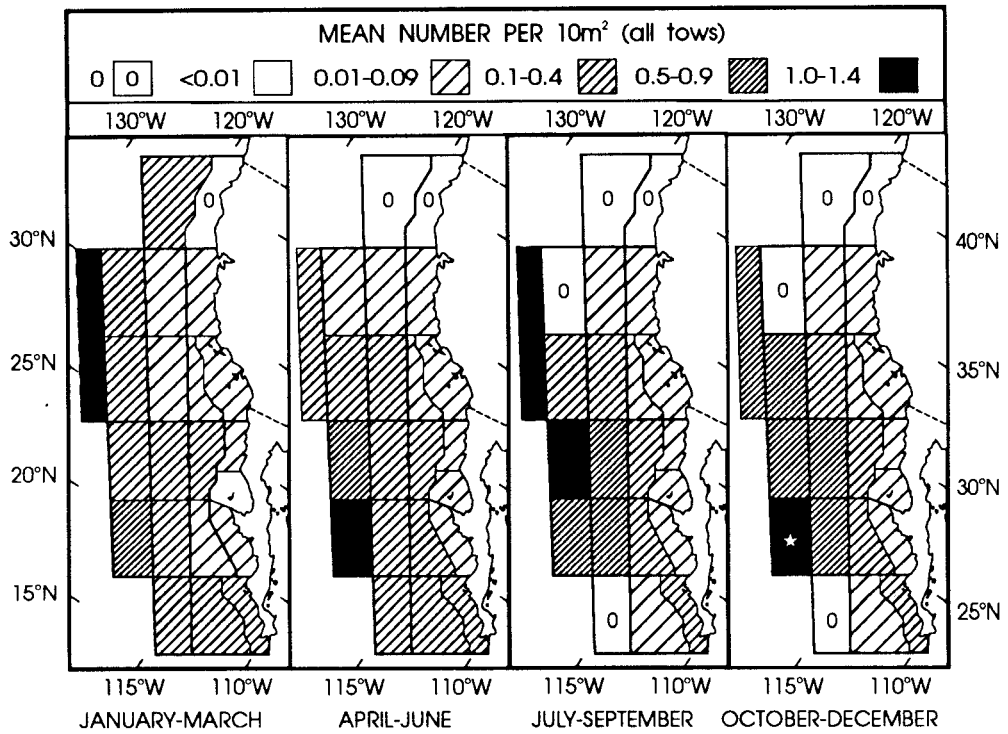 MEAN NUMBER PER 10m² (all tows)
0 0 <0.01 0.01-0.09 0.1-0.4 0.5-0.9 1.0-1.4
130°W 120°W 130°W 120°W 130°W 120°W 130°W 120°W
0 0 0 0 0 0 0
30°N 40°N
0 0
25°N 35°N
20°N 30°N
15°N 25°N
0 0
115°W 110°W 115°W 110°W 115°W 110°W 115°W 110°W
JANUARY-MARCH APRIL-JUNE JULY-SEPTEMBER OCTOBER-DECEMBER